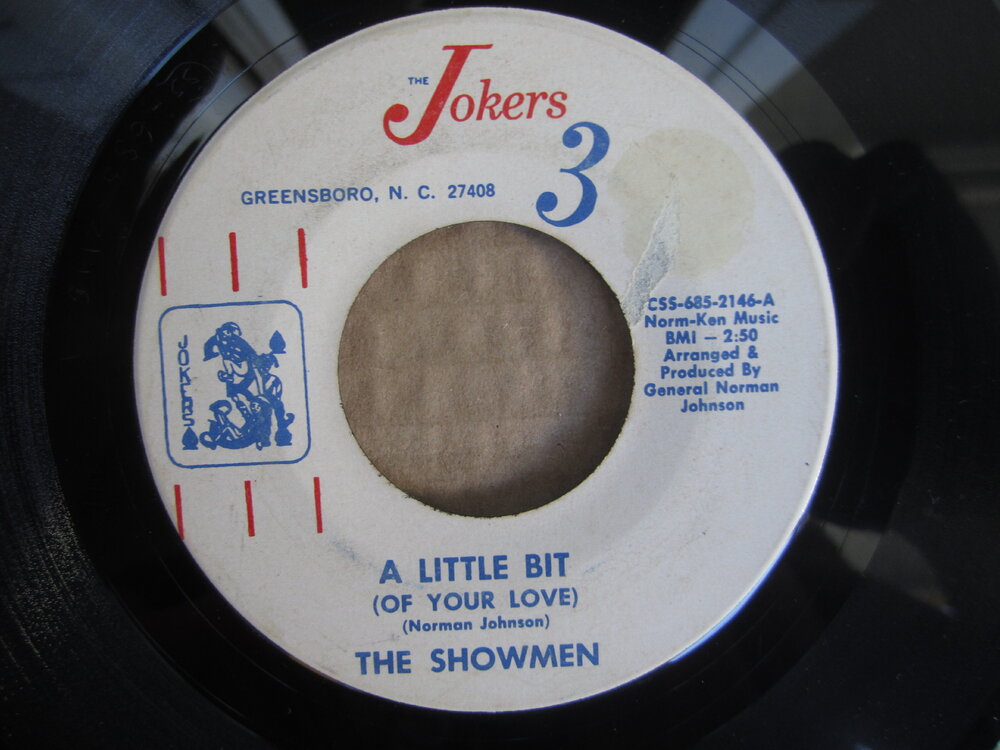 THE Jokers
3
GREENSBORO, N. C. 27408
JOKERS
CSS-685-2146-A
Norm-Ken Music
BMI — 2:50
Arranged &
Produced By
General Norman
Johnson
A LITTLE BIT
(OF YOUR LOVE)
(Norman Johnson)
THE SHOWMEN